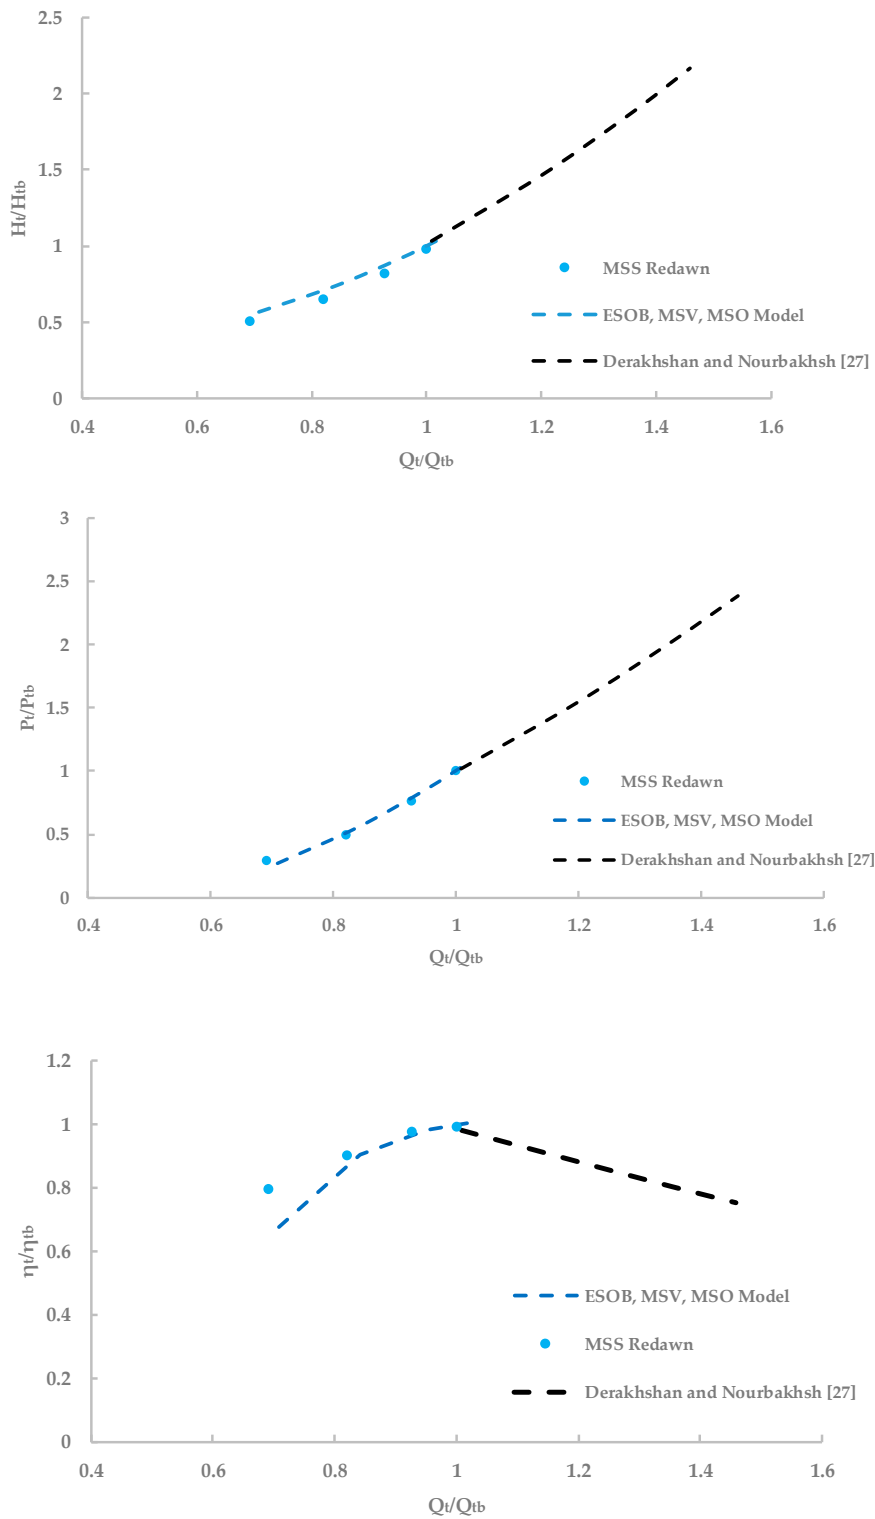 2.5
2
1.5
1
0.5
0
Ht/Htb
0.4 0.6 0.8 1 1.2 1.4 1.6
Qt/Qtb
MSS Redawn
ESOB, MSV, MSO Model
Derakhshan and Nourbakhsh [27]
3
2.5
2
1.5
1
0.5
0
Pt/Ptb
0.4 0.6 0.8 1 1.2 1.4 1.6
Qt/Qtb
MSS Redawn
ESOB, MSV, MSO Model
Derakhshan and Nourbakhsh [27]
1.2
1
0.8
0.6
0.4
0.2
0
ηt/ηtb
0.4 0.6 0.8 1 1.2 1.4 1.6
Qt/Qtb
ESOB, MSV, MSO Model
MSS Redawn
Derakhshan and Nourbakhsh [27]